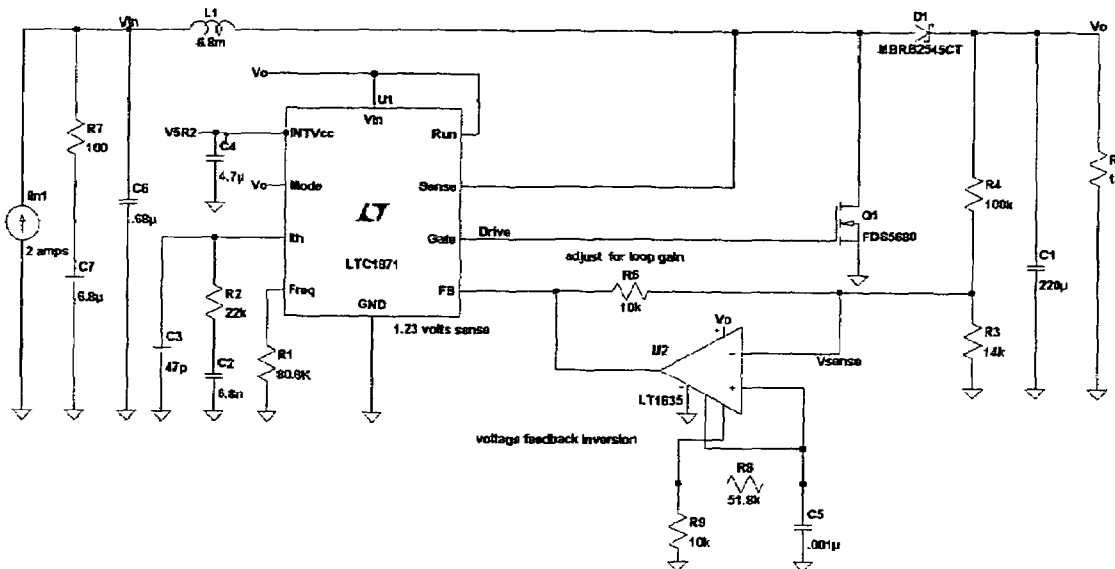 L1
Vin
6.8m
D1
MBRB2545CT
Vo
Vo
U1
Vin
R7
100
V5R2
INTVcc
Run
C4
4.7µ
Vo
Mode
Sense
C6
.68µ
R4
100k
Iin1
2 amps
Ith
LTC1871
Gate
Drive
Q1
FDS5680
adjust for loop gain
C1
220µ
C7
6.8µ
R2
22k
Freq
FB
R6
10k
GND
1.23 volts sense
C3
47p
R1
80.6K
C2
6.8n
Vo
U2
Vsense
R3
14k
LT1635
voltage feedback inversion
R8
51.8k
R9
10k
C5
.001µ